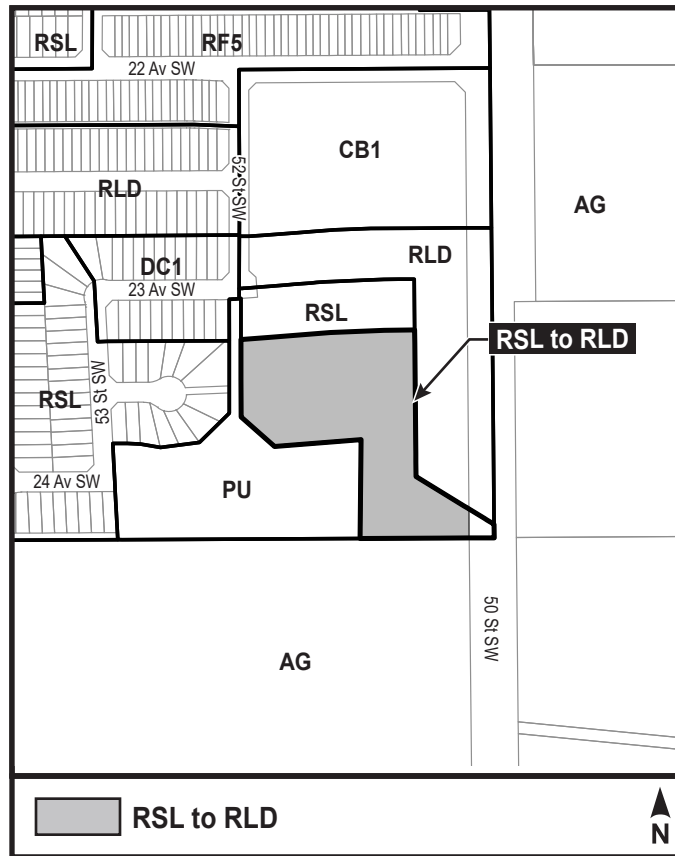 RSL
RF5
22 Av SW
CB1
52 St SW
RLD
AG
DC1
RLD
23 Av SW
RSL
RSL to RLD
RSL
53 St SW
24 Av SW
PU
50 St SW
AG
RSL to RLD
N